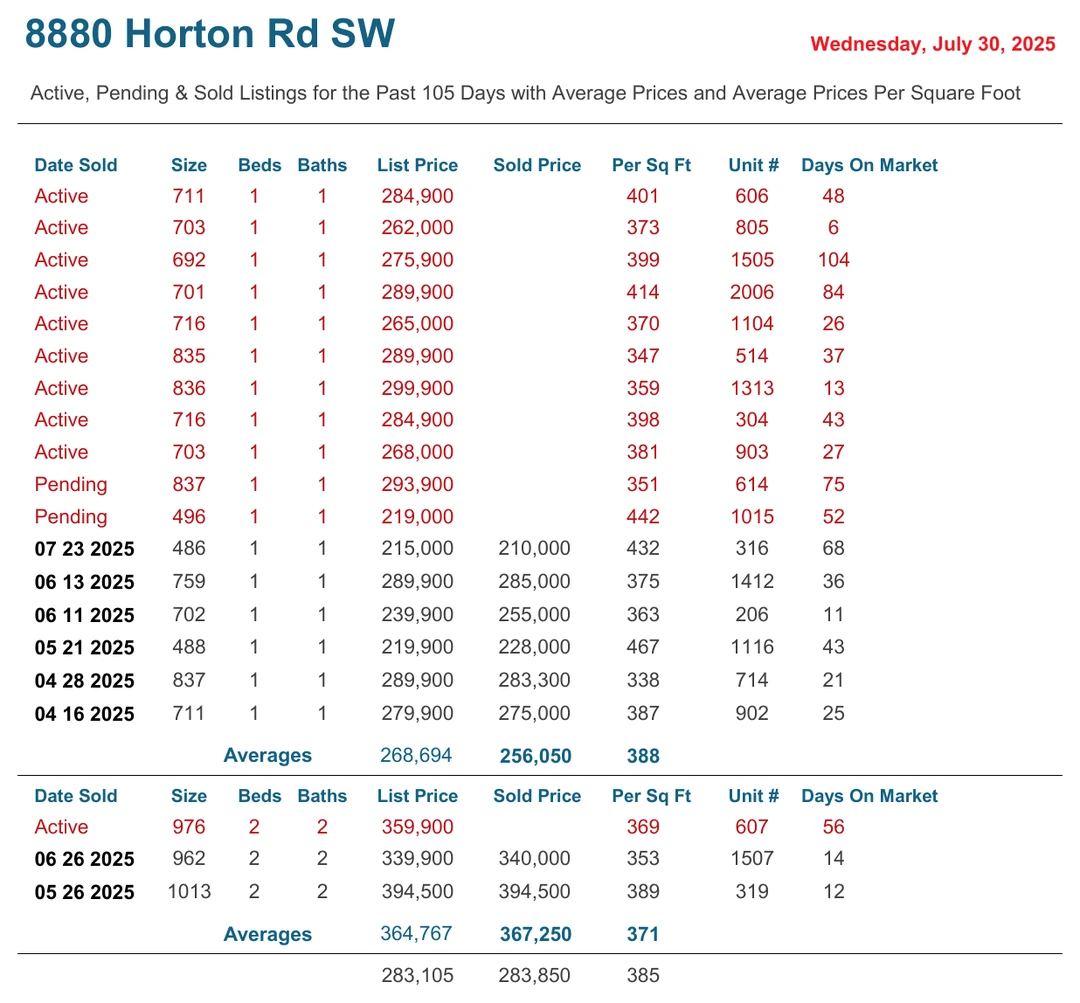 8880 Horton Rd SW
Wednesday, July 30, 2025
Active, Pending & Sold Listings for the Past 105 Days with Average Prices and Average Prices Per Square Foot
Date Sold Size Beds Baths List Price Sold Price Per Sq Ft Unit # Days On Market
Active 711 1 1 284,900 401 606 48
Active 703 1 1 262,000 373 805 6
Active 692 1 1 275,900 399 1505 104
Active 701 1 1 289,900 414 2006 84
Active 716 1 1 265,000 370 1104 26
Active 835 1 1 289,900 347 514 37
Active 836 1 1 299,900 359 1313 13
Active 716 1 1 284,900 398 304 43
Active 703 1 1 268,000 381 903 27
Pending 837 1 1 293,900 351 614 75
Pending 496 1 1 219,000 442 1015 52
07 23 2025 486 1 1 215,000 210,000 432 316 68
06 13 2025 759 1 1 289,900 285,000 375 1412 36
06 11 2025 702 1 1 239,900 255,000 363 206 11
05 21 2025 488 1 1 219,900 228,000 467 1116 43
04 28 2025 837 1 1 289,900 283,300 338 714 21
04 16 2025 711 1 1 279,900 275,000 387 902 25
Averages 268,694 256,050 388
Date Sold Size Beds Baths List Price Sold Price Per Sq Ft Unit # Days On Market
Active 976 2 2 359,900 369 607 56
06 26 2025 962 2 2 339,900 340,000 353 1507 14
05 26 2025 1013 2 2 394,500 394,500 389 319 12
Averages 364,767 367,250 371
283,105 283,850 385